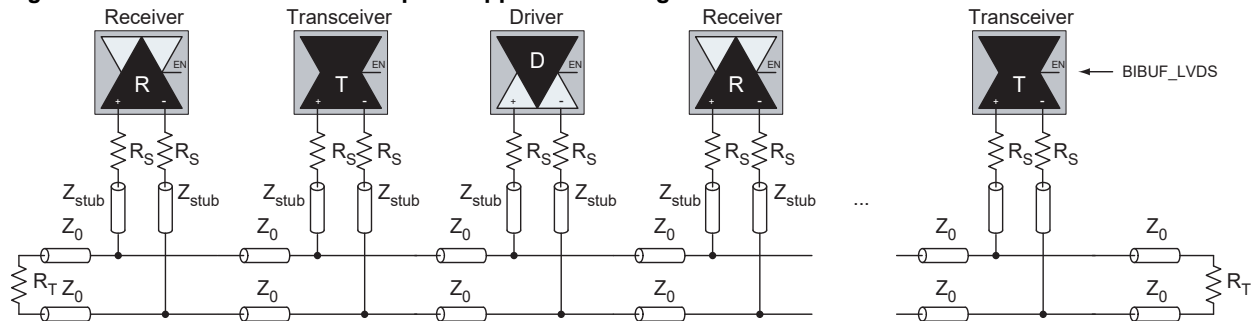 Receiver Transceiver Driver Receiver Transceiver
EN EN D EN EN EN BIBUF_LVDS
R T R T
+ - + - + - + - + -
RS RS RS RS RS RS RS RS RS RS
Zstub Zstub Zstub Zstub Zstub Zstub Zstub Zstub ...
Z0 Z0 Z0 Z0 Z0 Z0
RT Z0 Z0 Z0 Z0 Z0 Z0 RT